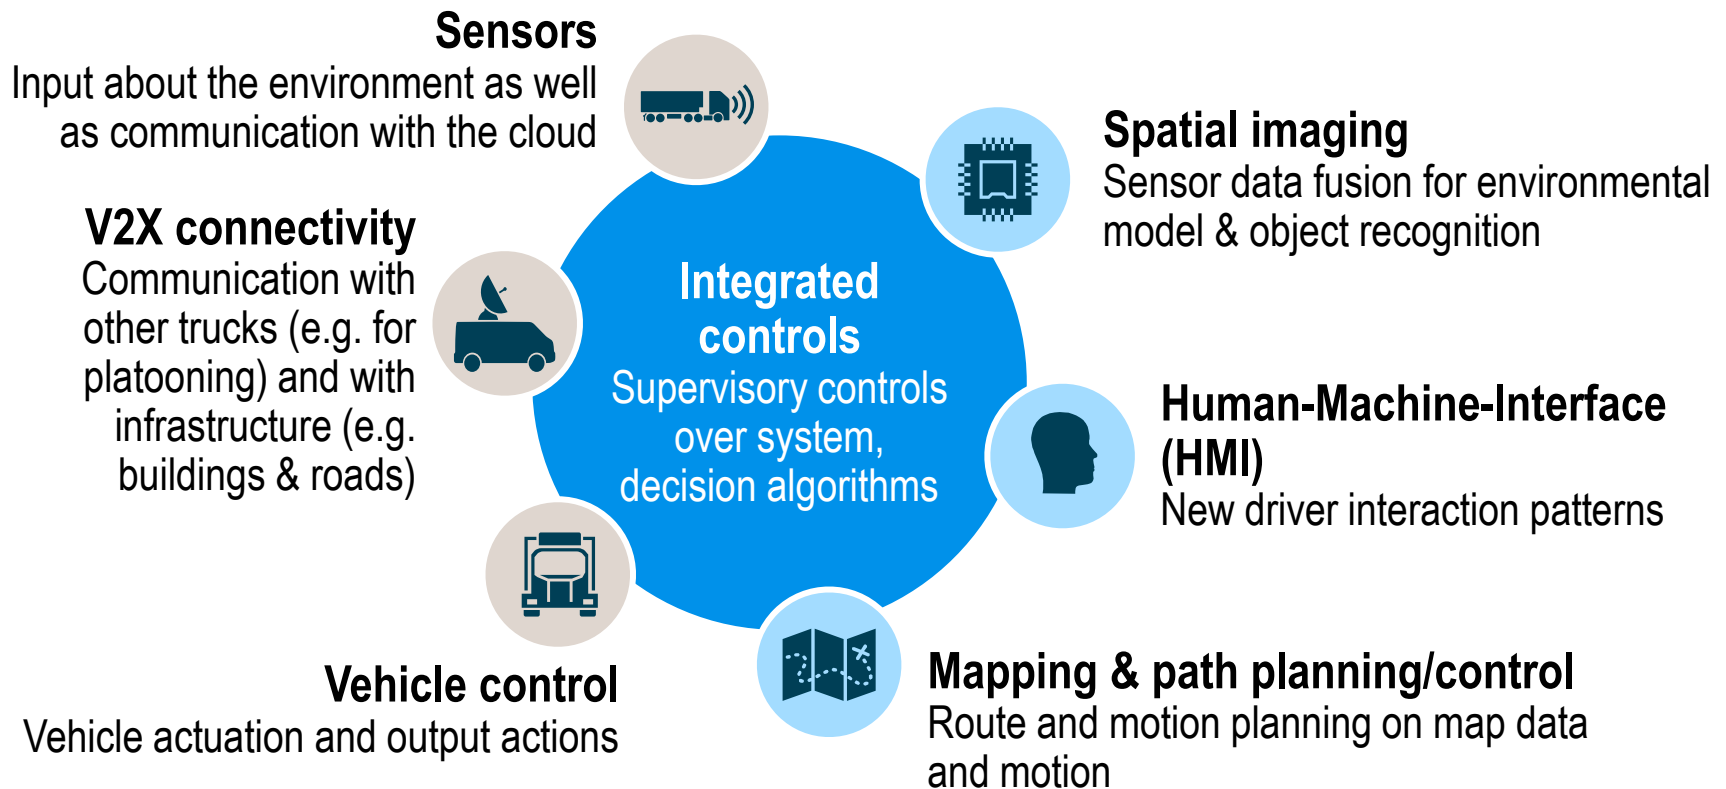 Sensors
Input about the environment as well
as communication with the cloud
Spatial imaging
Sensor data fusion for environmental
model & object recognition
V2X connectivity
Communication with
other trucks (e.g. for
platooning) and with
infrastructure (e.g.
buildings & roads)
Integrated
controls
Supervisory controls
over system,
decision algorithms
Human-Machine-Interface
(HMI)
New driver interaction patterns
Vehicle control
Vehicle actuation and output actions
Mapping & path planning/control
Route and motion planning on map data
and motion